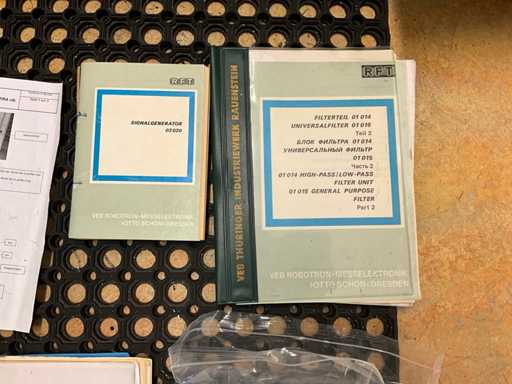 RFT
SIGNALGENERATOR
03 020
VEB ROBOTRON-MESSELEKTRONIK
›OTTO SCHÖN‹ DRESDEN
VEB THÜRINGER INDUSTRIEWERK RAUENSTEIN
RFT
FILTERTEIL 01 014
UNIVERSALFILTER 01 015
Teil 2
БЛОК ФИЛЬТРА 01 014
УНИВЕРСАЛЬНЫЙ ФИЛЬТР
01 015
Часть 2
01 014 HIGH-PASS/LOW-PASS
FILTER UNIT
01 015 GENERAL PURPOSE
FILTER
Part 2
VEB ROBOTRON-MESSELEKTRONIK
›OTTO SCHÖN‹ DRESDEN